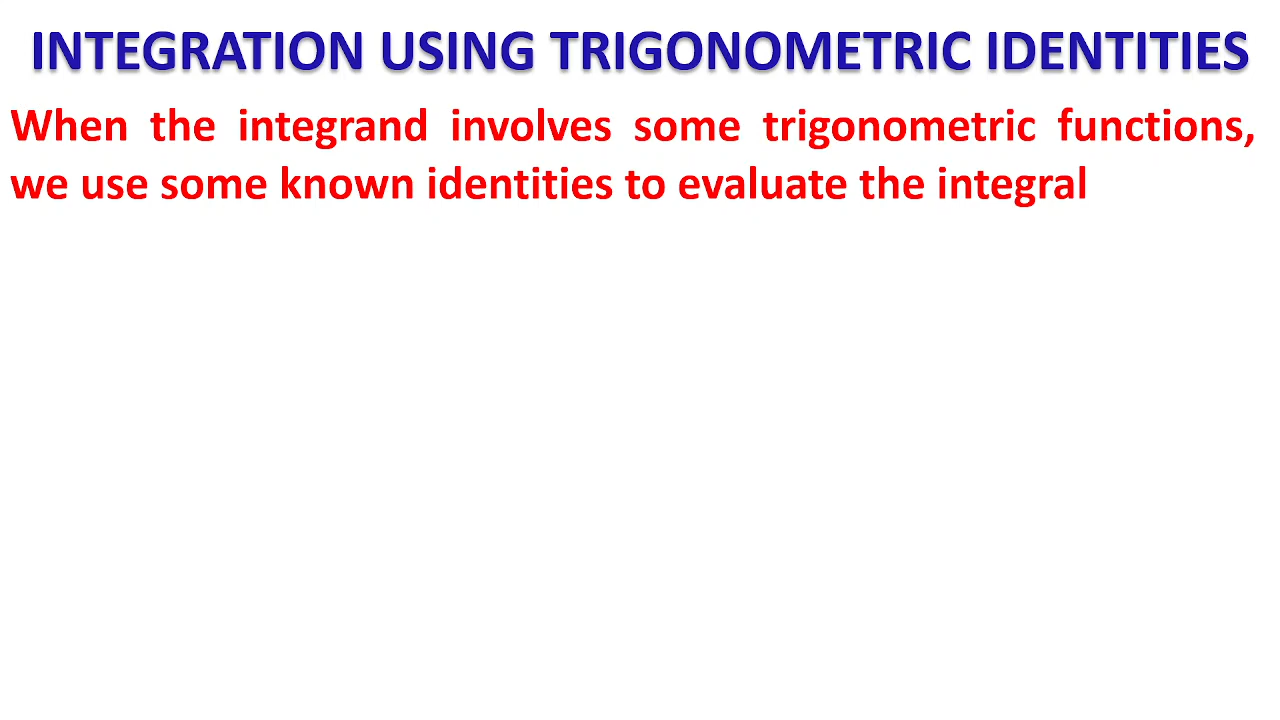 INTEGRATION USING TRIGONOMETRIC IDENTITIES
When the integrand involves some trigonometric functions,
we use some known identities to evaluate the integral